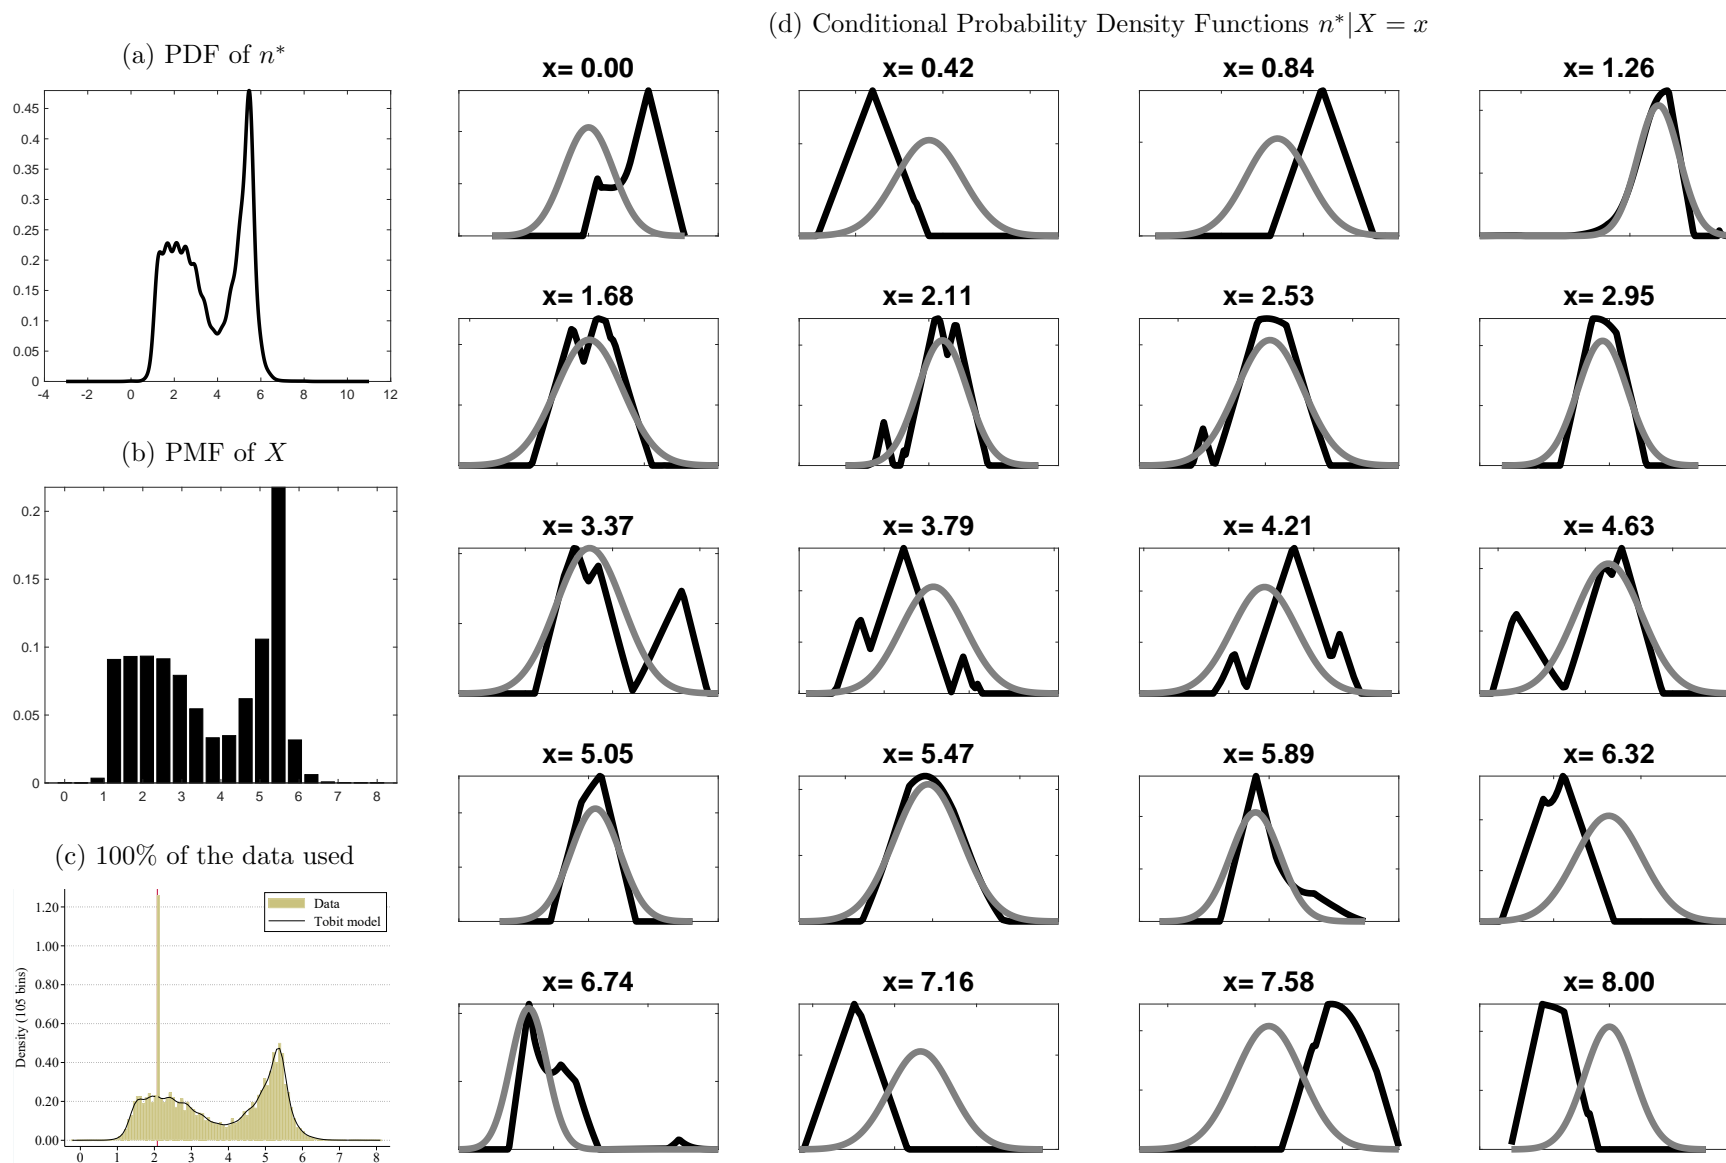 (d) Conditional Probability Density Functions n*|X = x
(a) PDF of n*
0.45
0.4
0.35
0.3
0.25
0.2
0.15
0.1
0.05
0
-4 -2 0 2 4 6 8 10 12
(b) PMF of X
0.2
0.15
0.1
0.05
0
0 1 2 3 4 5 6 7 8
(c) 100% of the data used
Data
Tobit model
Density (105 bins)
1.20
1.00
0.80
0.60
0.40
0.20
0.00
0 1 2 3 4 5 6 7 8
x= 0.00 x= 0.42 x= 0.84 x= 1.26
x= 1.68 x= 2.11 x= 2.53 x= 2.95
x= 3.37 x= 3.79 x= 4.21 x= 4.63
x= 5.05 x= 5.47 x= 5.89 x= 6.32
x= 6.74 x= 7.16 x= 7.58 x= 8.00